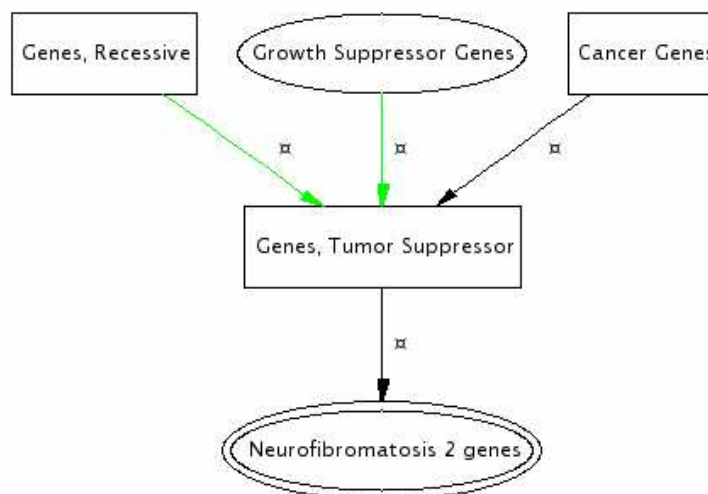 Genes, Recessive
Growth Suppressor Genes
Cancer Genes
¤
¤
¤
Genes, Tumor Suppressor
¤
Neurofibromatosis 2 genes